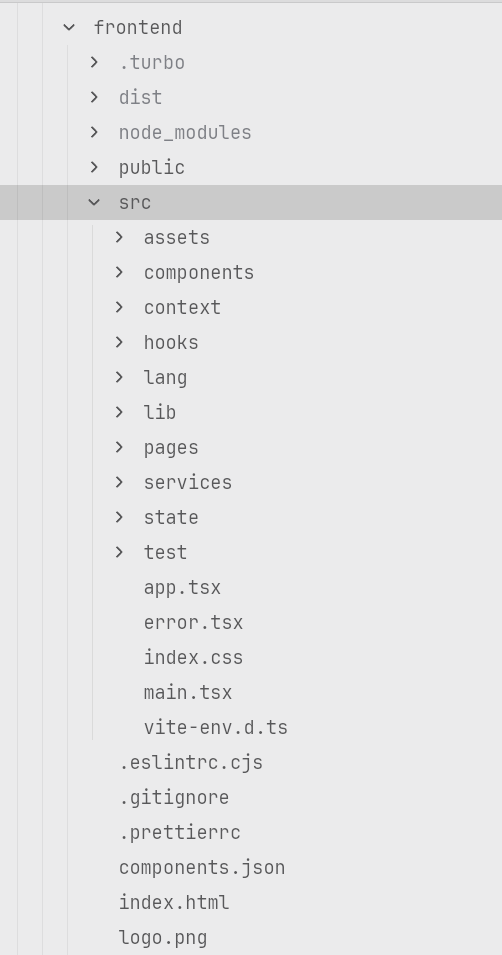 frontend
.turbo
dist
node_modules
public
src
assets
components
context
hooks
lang
lib
pages
services
state
test
app.tsx
error.tsx
index.css
main.tsx
vite-env.d.ts
.eslintrc.cjs
.gitignore
.prettierrc
components.json
index.html
logo.png